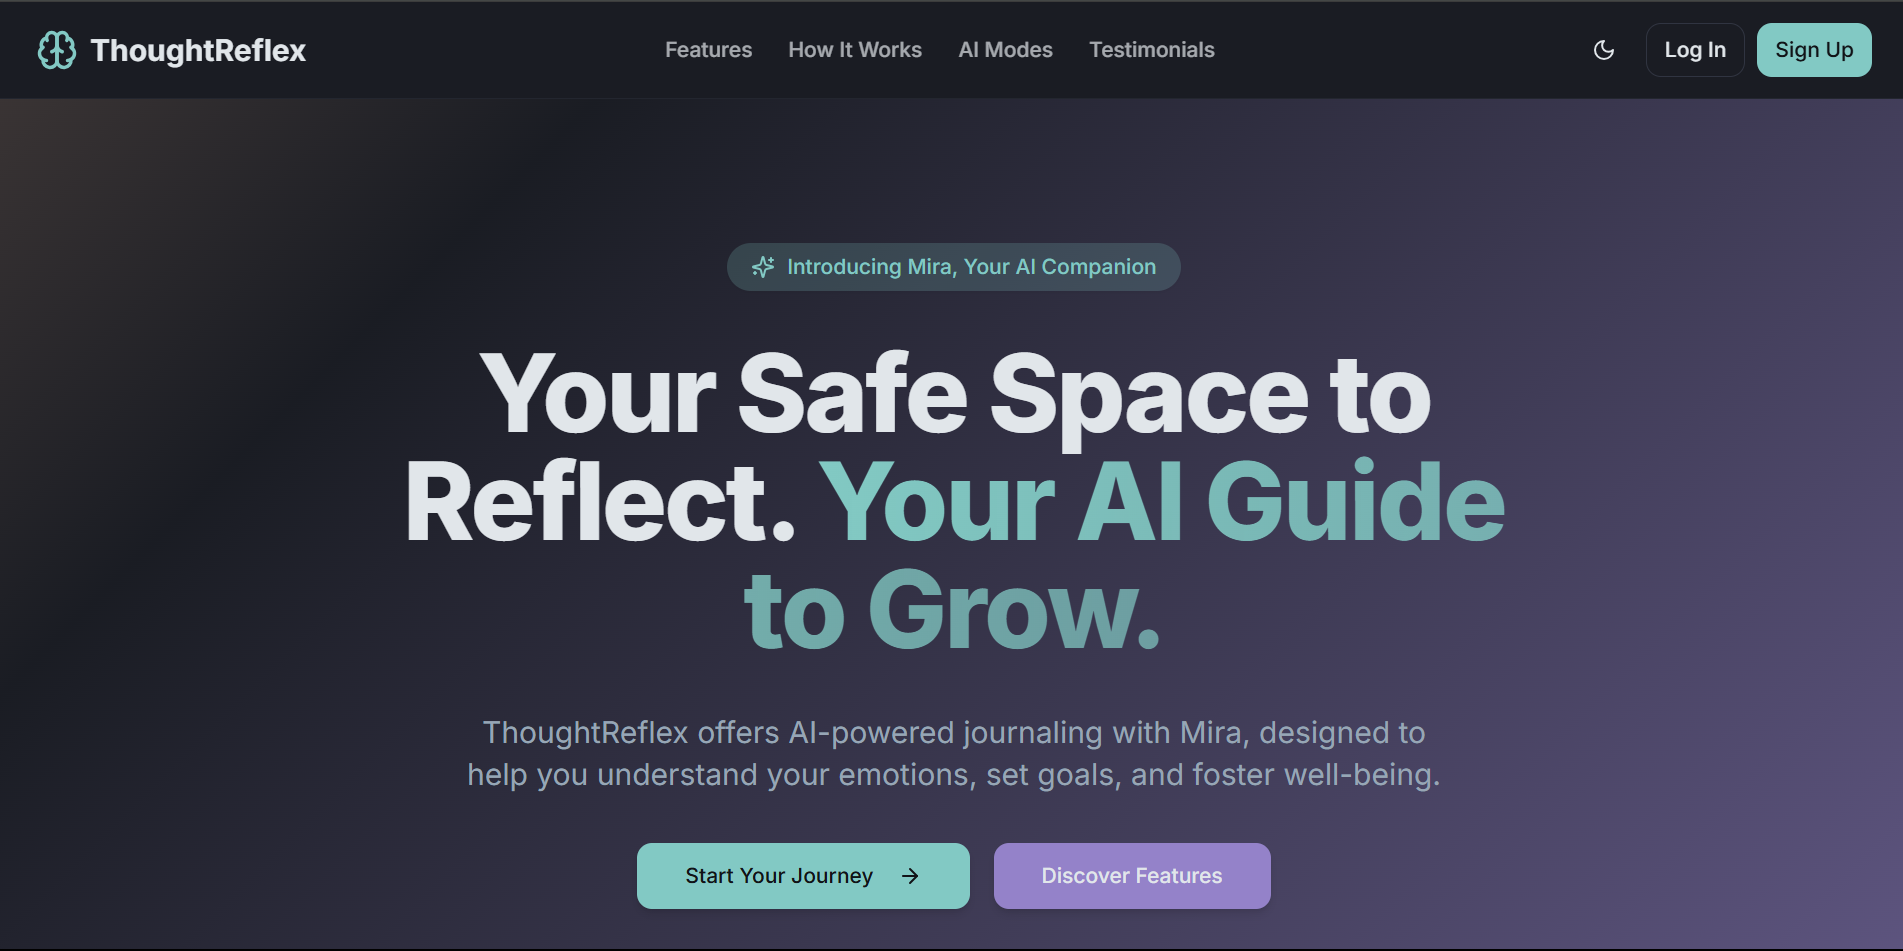 ThoughtReflex
Features
How It Works
AI Modes
Testimonials
Log In
Sign Up
Introducing Mira, Your AI Companion
Your Safe Space to
Reflect. Your AI Guide
to Grow.
ThoughtReflex offers AI-powered journaling with Mira, designed to
help you understand your emotions, set goals, and foster well-being.
Start Your Journey
Discover Features